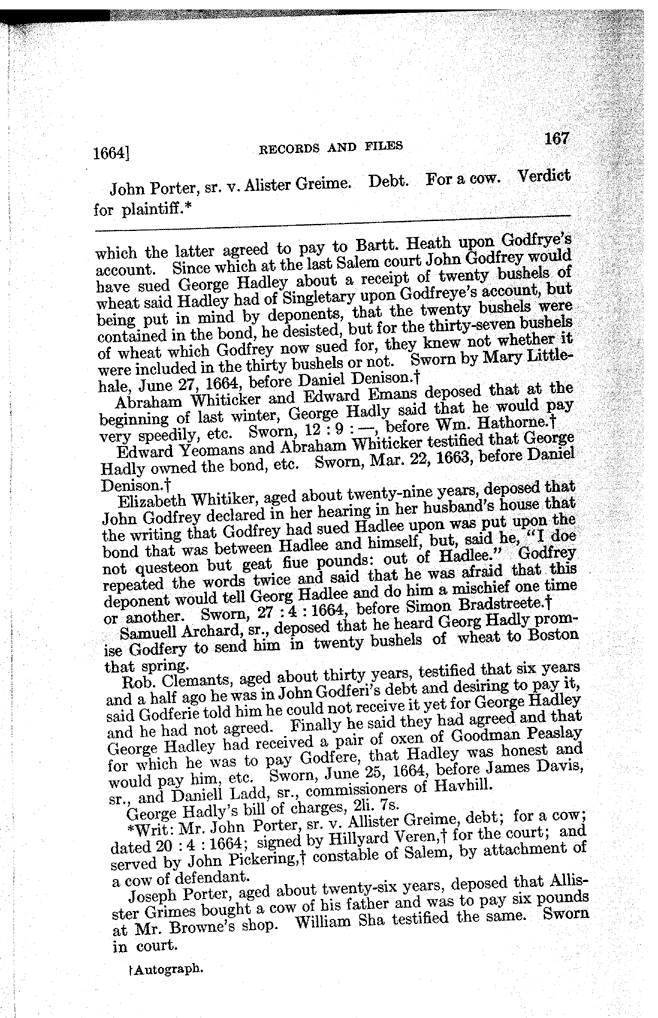 1664] RECORDS AND FILES 167
John Porter, sr. v. Alister Greime. Debt. For a cow. Verdict
for plaintiff.*
which the latter agreed to pay to Bartt. Heath upon Godfrye's
account. Since which at the last Salem court John Godfrey would
have sued George Hadley about a receipt of twenty bushels of
wheat said Hadley had of Singletary upon Godfreye's account, but
being put in mind by deponents, that the twenty bushels were
contained in the bond, he desisted, but for the thirty-seven bushels
of wheat which Godfrey now sued for, they knew not whether it
were included in the thirty bushels or not. Sworn by Mary Little-
hale, June 27, 1664, before Daniel Denison.†
Abraham Whiticker and Edward Emans deposed that at the
beginning of last winter, George Hadly said that he would pay
very speedily, etc. Sworn, 12 : 9 : —, before Wm. Hathorne.†
Edward Yeomans and Abraham Whiticker testified that George
Hadly owned the bond, etc. Sworn, Mar. 22, 1663, before Daniel
Denison.†
Elizabeth Whitiker, aged about twenty-nine years, deposed that
John Godfrey declared in her hearing in her husband's house that
the writing that Godfrey had sued Hadlee upon was put upon the
bond that was between Hadlee and himself, but, said he, "I doe
not questeon but geat fiue pounds: out of Hadlee." Godfrey
repeated the words twice and said that he was afraid that this
deponent would tell Georg Hadlee and do him a mischief one time
or another. Sworn, 27 : 4 : 1664, before Simon Bradstreete.†
Samuell Archard, sr., deposed that he heard Georg Hadly prom-
ise Godfery to send him in twenty bushels of wheat to Boston
that spring.
Rob. Clemants, aged about thirty years, testified that six years
and a half ago he was in John Godferi's debt and desiring to pay it,
said Godferie told him he could not receive it yet for George Hadley
and he had not agreed. Finally he said they had agreed and that
George Hadley had received a pair of oxen of Goodman Peaslay
for which he was to pay Godfere, that Hadley was honest and
would pay him, etc. Sworn, June 25, 1664, before James Davis,
sr., and Daniell Ladd, sr., commissioners of Havhill.
George Hadly's bill of charges, 2li. 7s.
*Writ: Mr. John Porter, sr. v. Allister Greime, debt; for a cow;
dated 20 : 4 : 1664; signed by Hillyard Veren,† for the court; and
served by John Pickering,† constable of Salem, by attachment of
a cow of defendant.
Joseph Porter, aged about twenty-six years, deposed that Allis-
ster Grimes bought a cow of his father and was to pay six pounds
at Mr. Browne's shop. William Sha testified the same. Sworn
in court.
†Autograph.